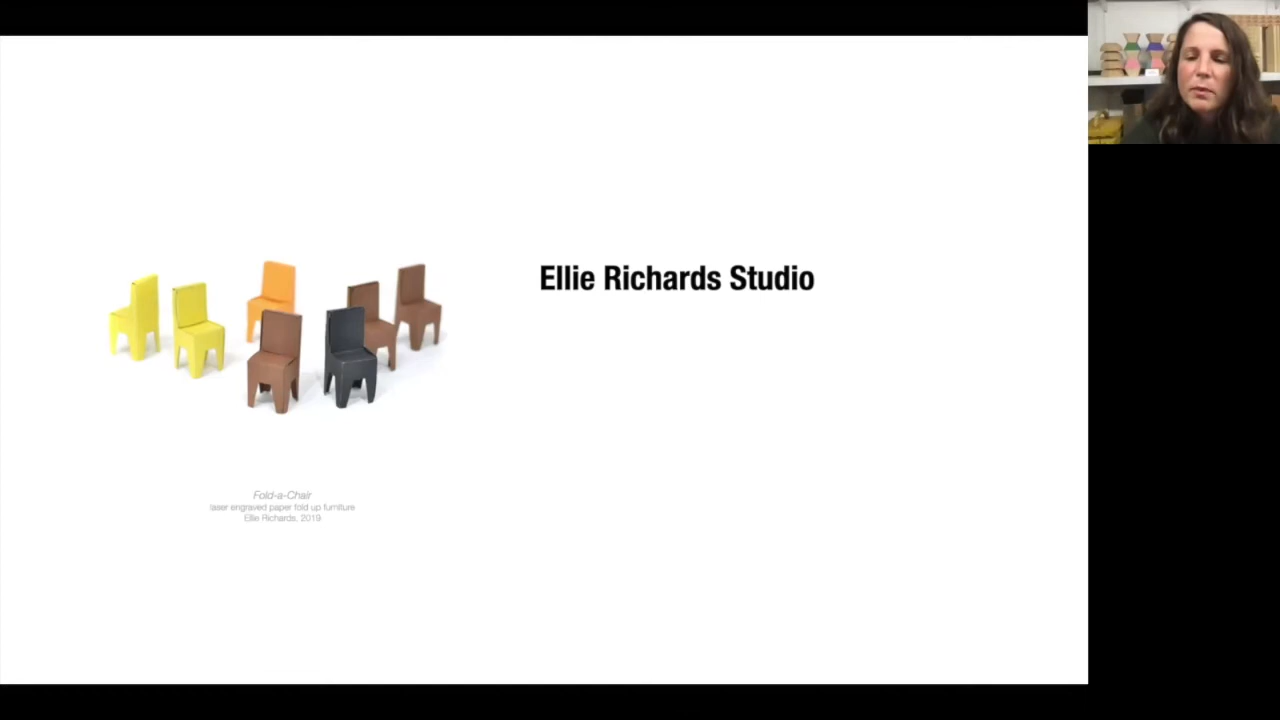 Ellie Richards Studio
Fold-a-Chair
laser engraved paper fold up furniture
Ellie Richards, 2019